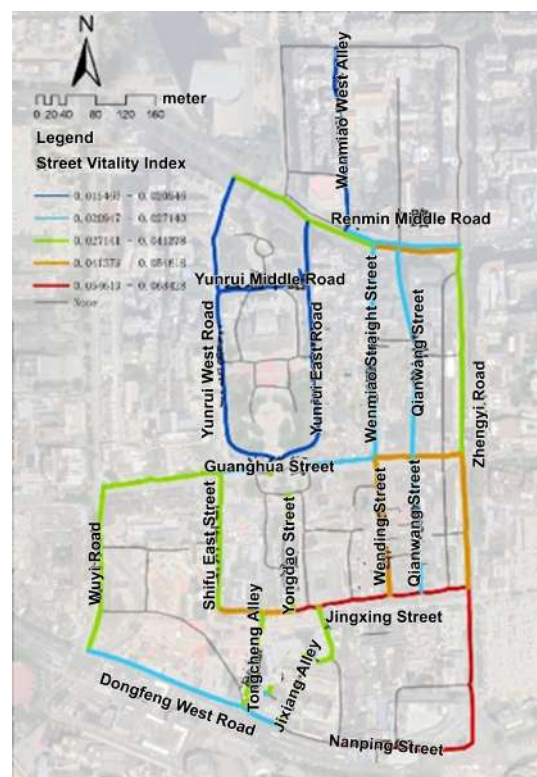 N
meter
0 20 40 80 120 160
Legend
Street Vitality Index
None
Wenmiao West Alley
Renmin Middle Road
Yunrui Middle Road
Yunrui West Road
Yunrui East Road
Wenmiao Straight Street
Qianwang Street
Zhengyi Road
Guanghua Street
Wuyi Road
Shifu East Street
Yongdao Street
Wending Street
Qianwang Street
Jingxing Street
Tongcheng Alley
Jixiang Alley
Dongfeng West Road
Nanping Street